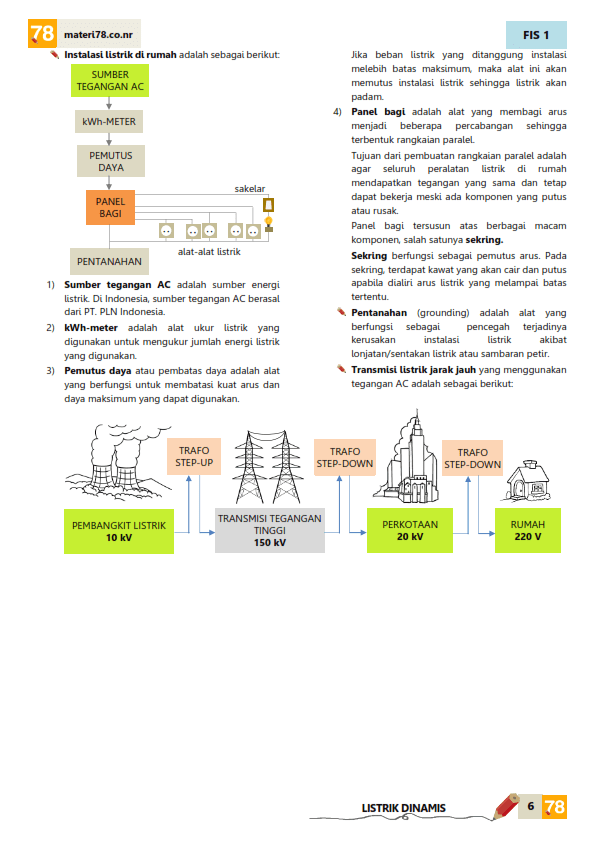 78 materi78.co.nr
FIS 1
Instalasi listrik di rumah adalah sebagai berikut:
SUMBER
TEGANGAN AC
kWh-METER
PEMUTUS
DAYA
PANEL
BAGI
sakelar
alat-alat listrik
PENTANAHAN
1) Sumber tegangan AC adalah sumber energi
listrik. Di Indonesia, sumber tegangan AC berasal
dari PT. PLN Indonesia.
2) kWh-meter adalah alat ukur listrik yang
digunakan untuk mengukur jumlah energi listrik
yang digunakan.
3) Pemutus daya atau pembatas daya adalah alat
yang berfungsi untuk membatasi kuat arus dan
daya maksimum yang dapat digunakan.
Jika beban listrik yang ditanggung instalasi
melebih batas maksimum, maka alat ini akan
memutus instalasi listrik sehingga listrik akan
padam.
4) Panel bagi adalah alat yang membagi arus
menjadi beberapa percabangan sehingga
terbentuk rangkaian paralel.
Tujuan dari pembuatan rangkaian paralel adalah
agar seluruh peralatan listrik di rumah
mendapatkan tegangan yang sama dan tetap
dapat bekerja meski ada komponen yang putus
atau rusak.
Panel bagi tersusun atas berbagai macam
komponen, salah satunya sekring.
Sekring berfungsi sebagai pemutus arus. Pada
sekring, terdapat kawat yang akan cair dan putus
apabila dialiri arus listrik yang melampai batas
tertentu.
Pentanahan (grounding) adalah alat yang
berfungsi sebagai pencegah terjadinya
kerusakan instalasi listrik akibat
lonjatan/sentakan listrik atau sambaran petir.
Transmisi listrik jarak jauh yang menggunakan
tegangan AC adalah sebagai berikut:
TRAFO
STEP-UP
TRAFO
STEP-DOWN
TRAFO
STEP-DOWN
PEMBANGKIT LISTRIK
10 kV
TRANSMISI TEGANGAN
TINGGI
150 kV
PERKOTAAN
20 kV
RUMAH
220 V
LISTRIK DINAMIS
6 78